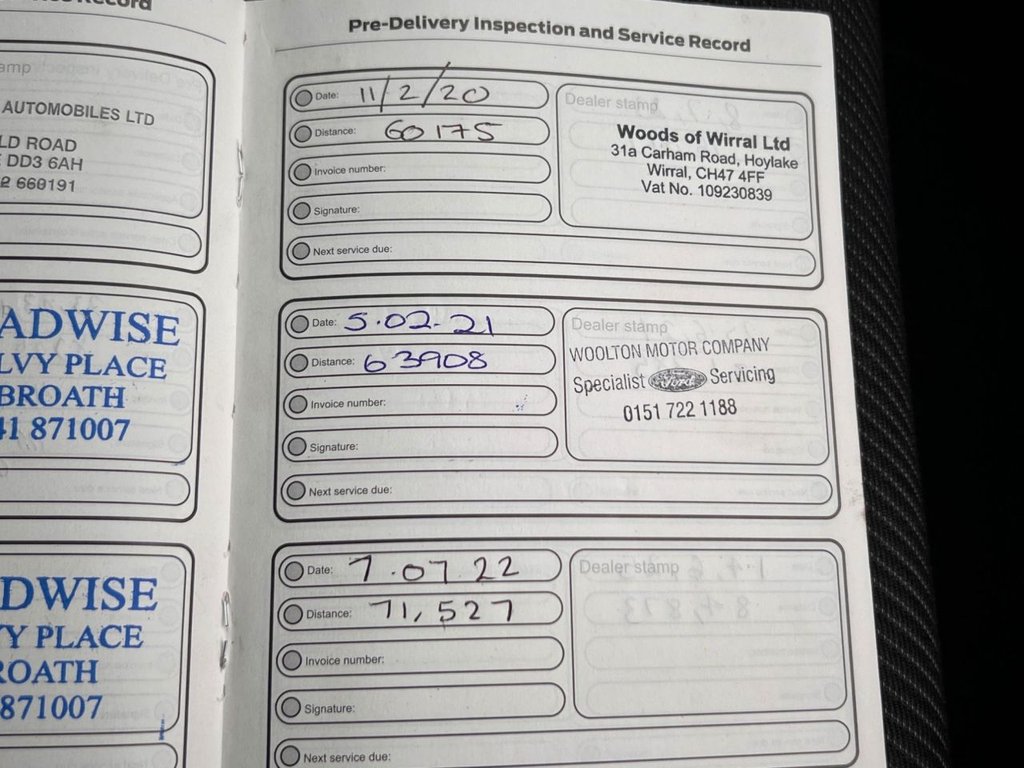 Record
Pre-Delivery Inspection and Service Record
AUTOMOBILES LTD
DD3 6AH
660191
ADWISE
LVY PLACE
BROATH
871007
DWISE
Y PLACE
ROATH
871007
Date: 11/2/20
Distance: 60175
Invoice number:
Signature:
Next service due:
Dealer stamp
Woods of Wirral Ltd
31a Carham Road, Hoylake
Wirral, CH47 4FF
Vat No. 109230839
Date: 5.02.21
Distance: 63908
Invoice number:
Signature:
Next service due:
Dealer stamp
WOOLTON MOTOR COMPANY
Specialist Ford Servicing
0151 722 1188
Date: 7.07.22
Distance: 71,527
Invoice number:
Signature:
Next service due:
Dealer stamp